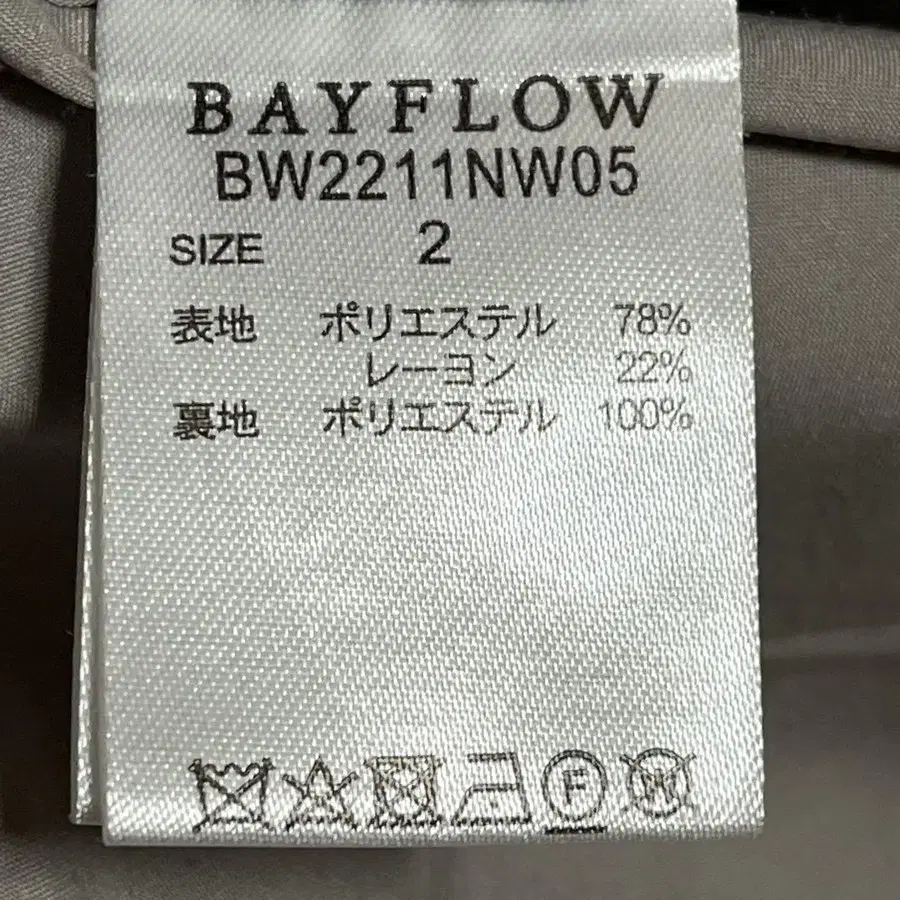 BAYFLOW
BW2211NW05
SIZE 2
表地 ポリエステル 78%
レーヨン 22%
裏地 ポリエステル 100%
F
W